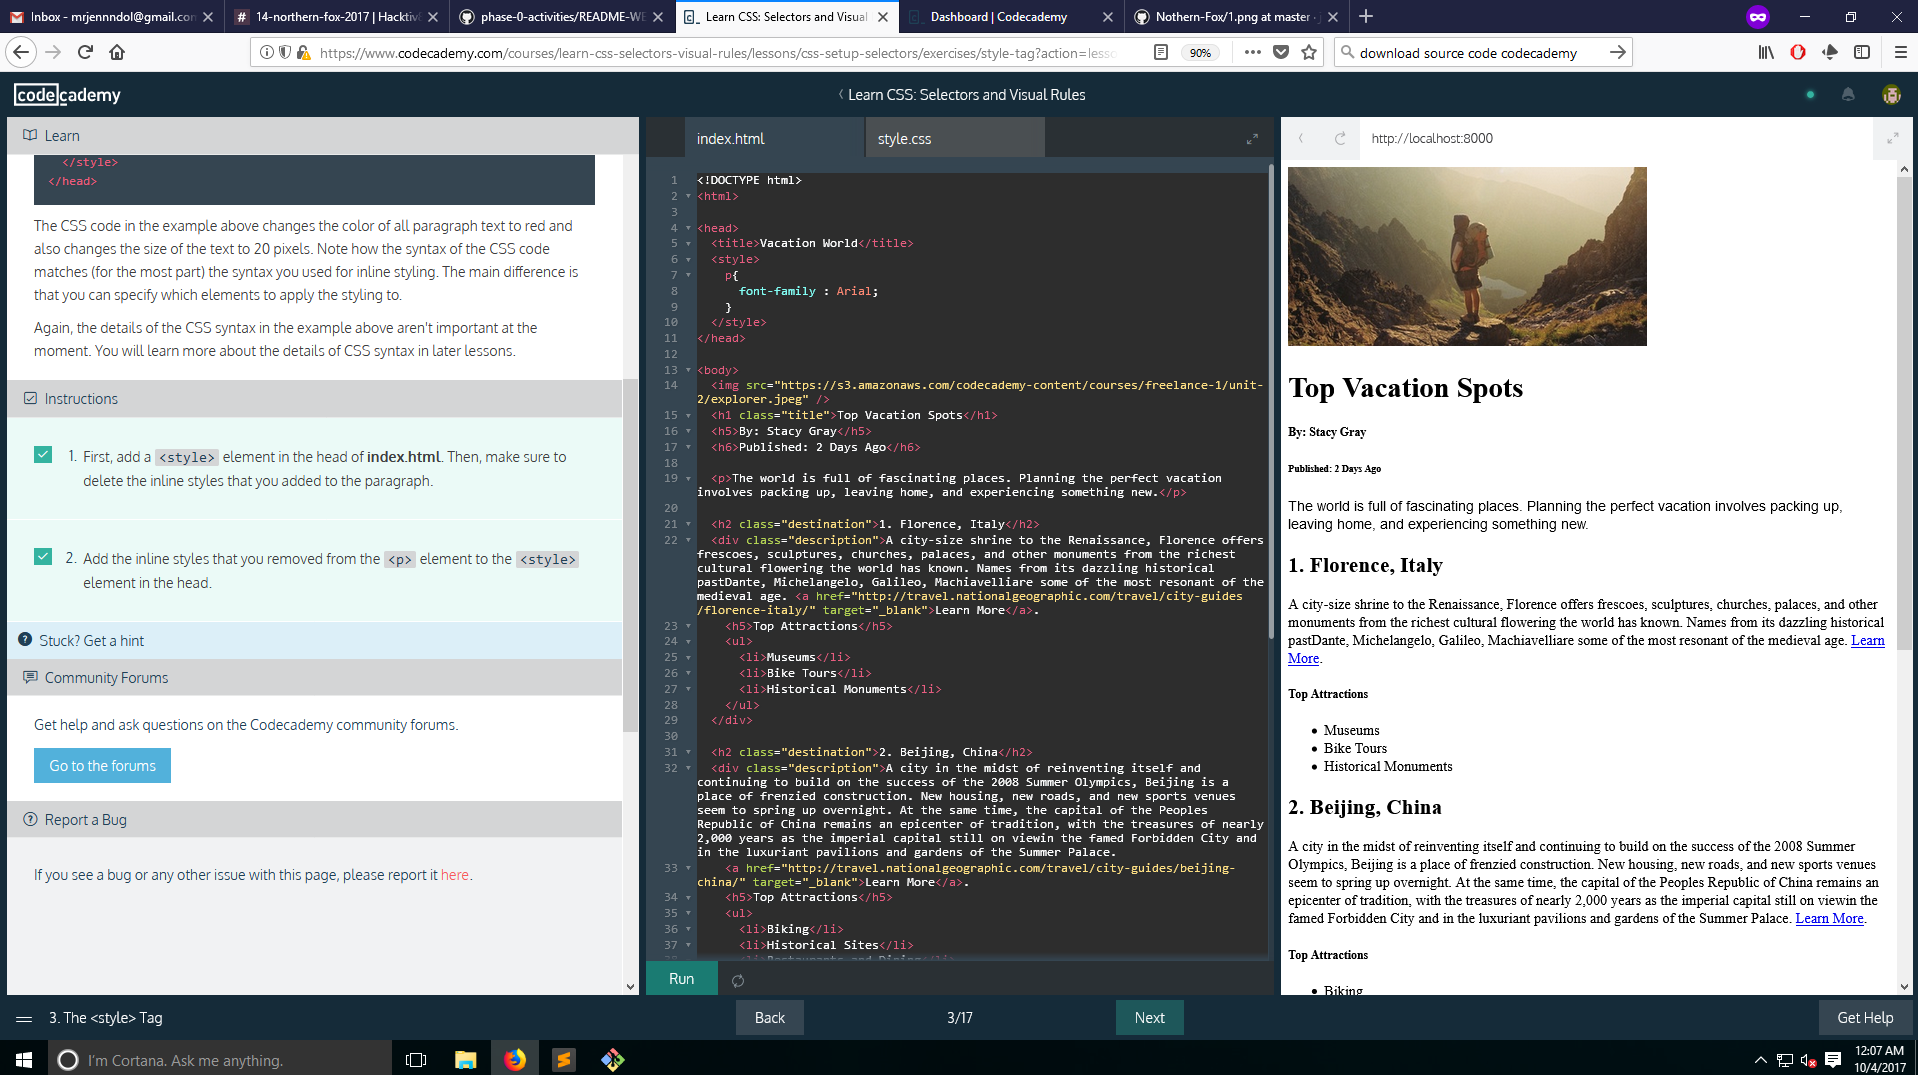 Inbox - mrjennndol@gmail.con
14-northern-fox-2017 | Hacktiv8
phase-0-activities/README-WE
Learn CSS: Selectors and Visual
Dashboard | Codecademy
Nothern-Fox/1.png at master ·
https://www.codecademy.com/courses/learn-css-selectors-visual-rules/lessons/css-setup-selectors/exercises/style-tag?action=lesso
90%
download source code codecademy
codecademy
Learn CSS: Selectors and Visual Rules
Learn
</style>
</head>
The CSS code in the example above changes the color of all paragraph text to red and
also changes the size of the text to 20 pixels. Note how the syntax of the CSS code
matches (for the most part) the syntax you used for inline styling. The main difference is
that you can specify which elements to apply the styling to.
Again, the details of the CSS syntax in the example above aren't important at the
moment. You will learn more about the details of CSS syntax in later lessons.
Instructions
1. First, add a <style> element in the head of index.html. Then, make sure to
delete the inline styles that you added to the paragraph.
2. Add the inline styles that you removed from the <p> element to the <style>
element in the head.
Stuck? Get a hint
Community Forums
Get help and ask questions on the Codecademy community forums.
Go to the forums
Report a Bug
If you see a bug or any other issue with this page, please report it here.
index.html
style.css
1 <!DOCTYPE html>
2 <html>
3
4 <head>
5 <title>Vacation World</title>
6 <style>
7 p{
8 font-family : Arial;
9 }
10 </style>
11 </head>
12
13 <body>
14 <img src="https://s3.amazonaws.com/codecademy-content/courses/freelance-1/unit-
2/explorer.jpeg" />
15 <h1 class="title">Top Vacation Spots</h1>
16 <h5>By: Stacy Gray</h5>
17 <h6>Published: 2 Days Ago</h6>
18
19 <p>The world is full of fascinating places. Planning the perfect vacation
involves packing up, leaving home, and experiencing something new.</p>
20
21 <h2 class="destination">1. Florence, Italy</h2>
22 <div class="description">A city-size shrine to the Renaissance, Florence offers
frescoes, sculptures, churches, palaces, and other monuments from the richest
cultural flowering the world has known. Names from its dazzling historical
pastDante, Michelangelo, Galileo, Machiavelliare some of the most resonant of the
medieval age. <a href="http://travel.nationalgeographic.com/travel/city-guides
/florence-italy/" target="_blank">Learn More</a>.
23 <h5>Top Attractions</h5>
24 <ul>
25 <li>Museums</li>
26 <li>Bike Tours</li>
27 <li>Historical Monuments</li>
28 </ul>
29 </div>
30
31 <h2 class="destination">2. Beijing, China</h2>
32 <div class="description">A city in the midst of reinventing itself and
continuing to build on the success of the 2008 Summer Olympics, Beijing is a
place of frenzied construction. New housing, new roads, and new sports venues
seem to spring up overnight. At the same time, the capital of the Peoples
Republic of China remains an epicenter of tradition, with the treasures of nearly
2,000 years as the imperial capital still on viewin the famed Forbidden City and
in the luxuriant pavilions and gardens of the Summer Palace.
33 <a href="http://travel.nationalgeographic.com/travel/city-guides/beijing-
china/" target="_blank">Learn More</a>.
34 <h5>Top Attractions</h5>
35 <ul>
36 <li>Biking</li>
37 <li>Historical Sites</li>
38 <li>Restaurants and Dining</li>
Run
http://localhost:8000
Top Vacation Spots
By: Stacy Gray
Published: 2 Days Ago
The world is full of fascinating places. Planning the perfect vacation involves packing up,
leaving home, and experiencing something new.
1. Florence, Italy
A city-size shrine to the Renaissance, Florence offers frescoes, sculptures, churches, palaces, and other
monuments from the richest cultural flowering the world has known. Names from its dazzling historical
pastDante, Michelangelo, Galileo, Machiavelliare some of the most resonant of the medieval age. Learn
More.
Top Attractions
• Museums
• Bike Tours
• Historical Monuments
2. Beijing, China
A city in the midst of reinventing itself and continuing to build on the success of the 2008 Summer
Olympics, Beijing is a place of frenzied construction. New housing, new roads, and new sports venues
seem to spring up overnight. At the same time, the capital of the Peoples Republic of China remains an
epicenter of tradition, with the treasures of nearly 2,000 years as the imperial capital still on viewin the
famed Forbidden City and in the luxuriant pavilions and gardens of the Summer Palace. Learn More.
Top Attractions
• Biking
3. The <style> Tag
Back
3/17
Next
Get Help
I'm Cortana. Ask me anything.
12:07 AM
10/4/2017